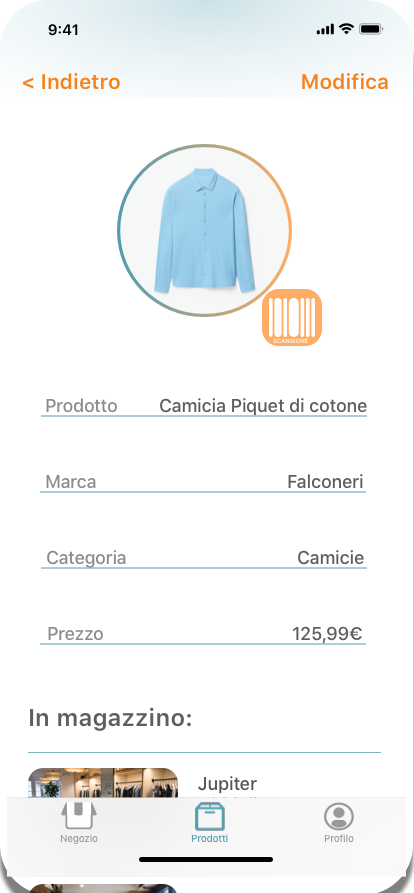 9:41
< Indietro Modifica
SCANSIONE
Prodotto Camicia Piquet di cotone
Marca Falconeri
Categoria Camicie
Prezzo 125,99€
In magazzino:
Jupiter
Negozio Prodotti Profilo